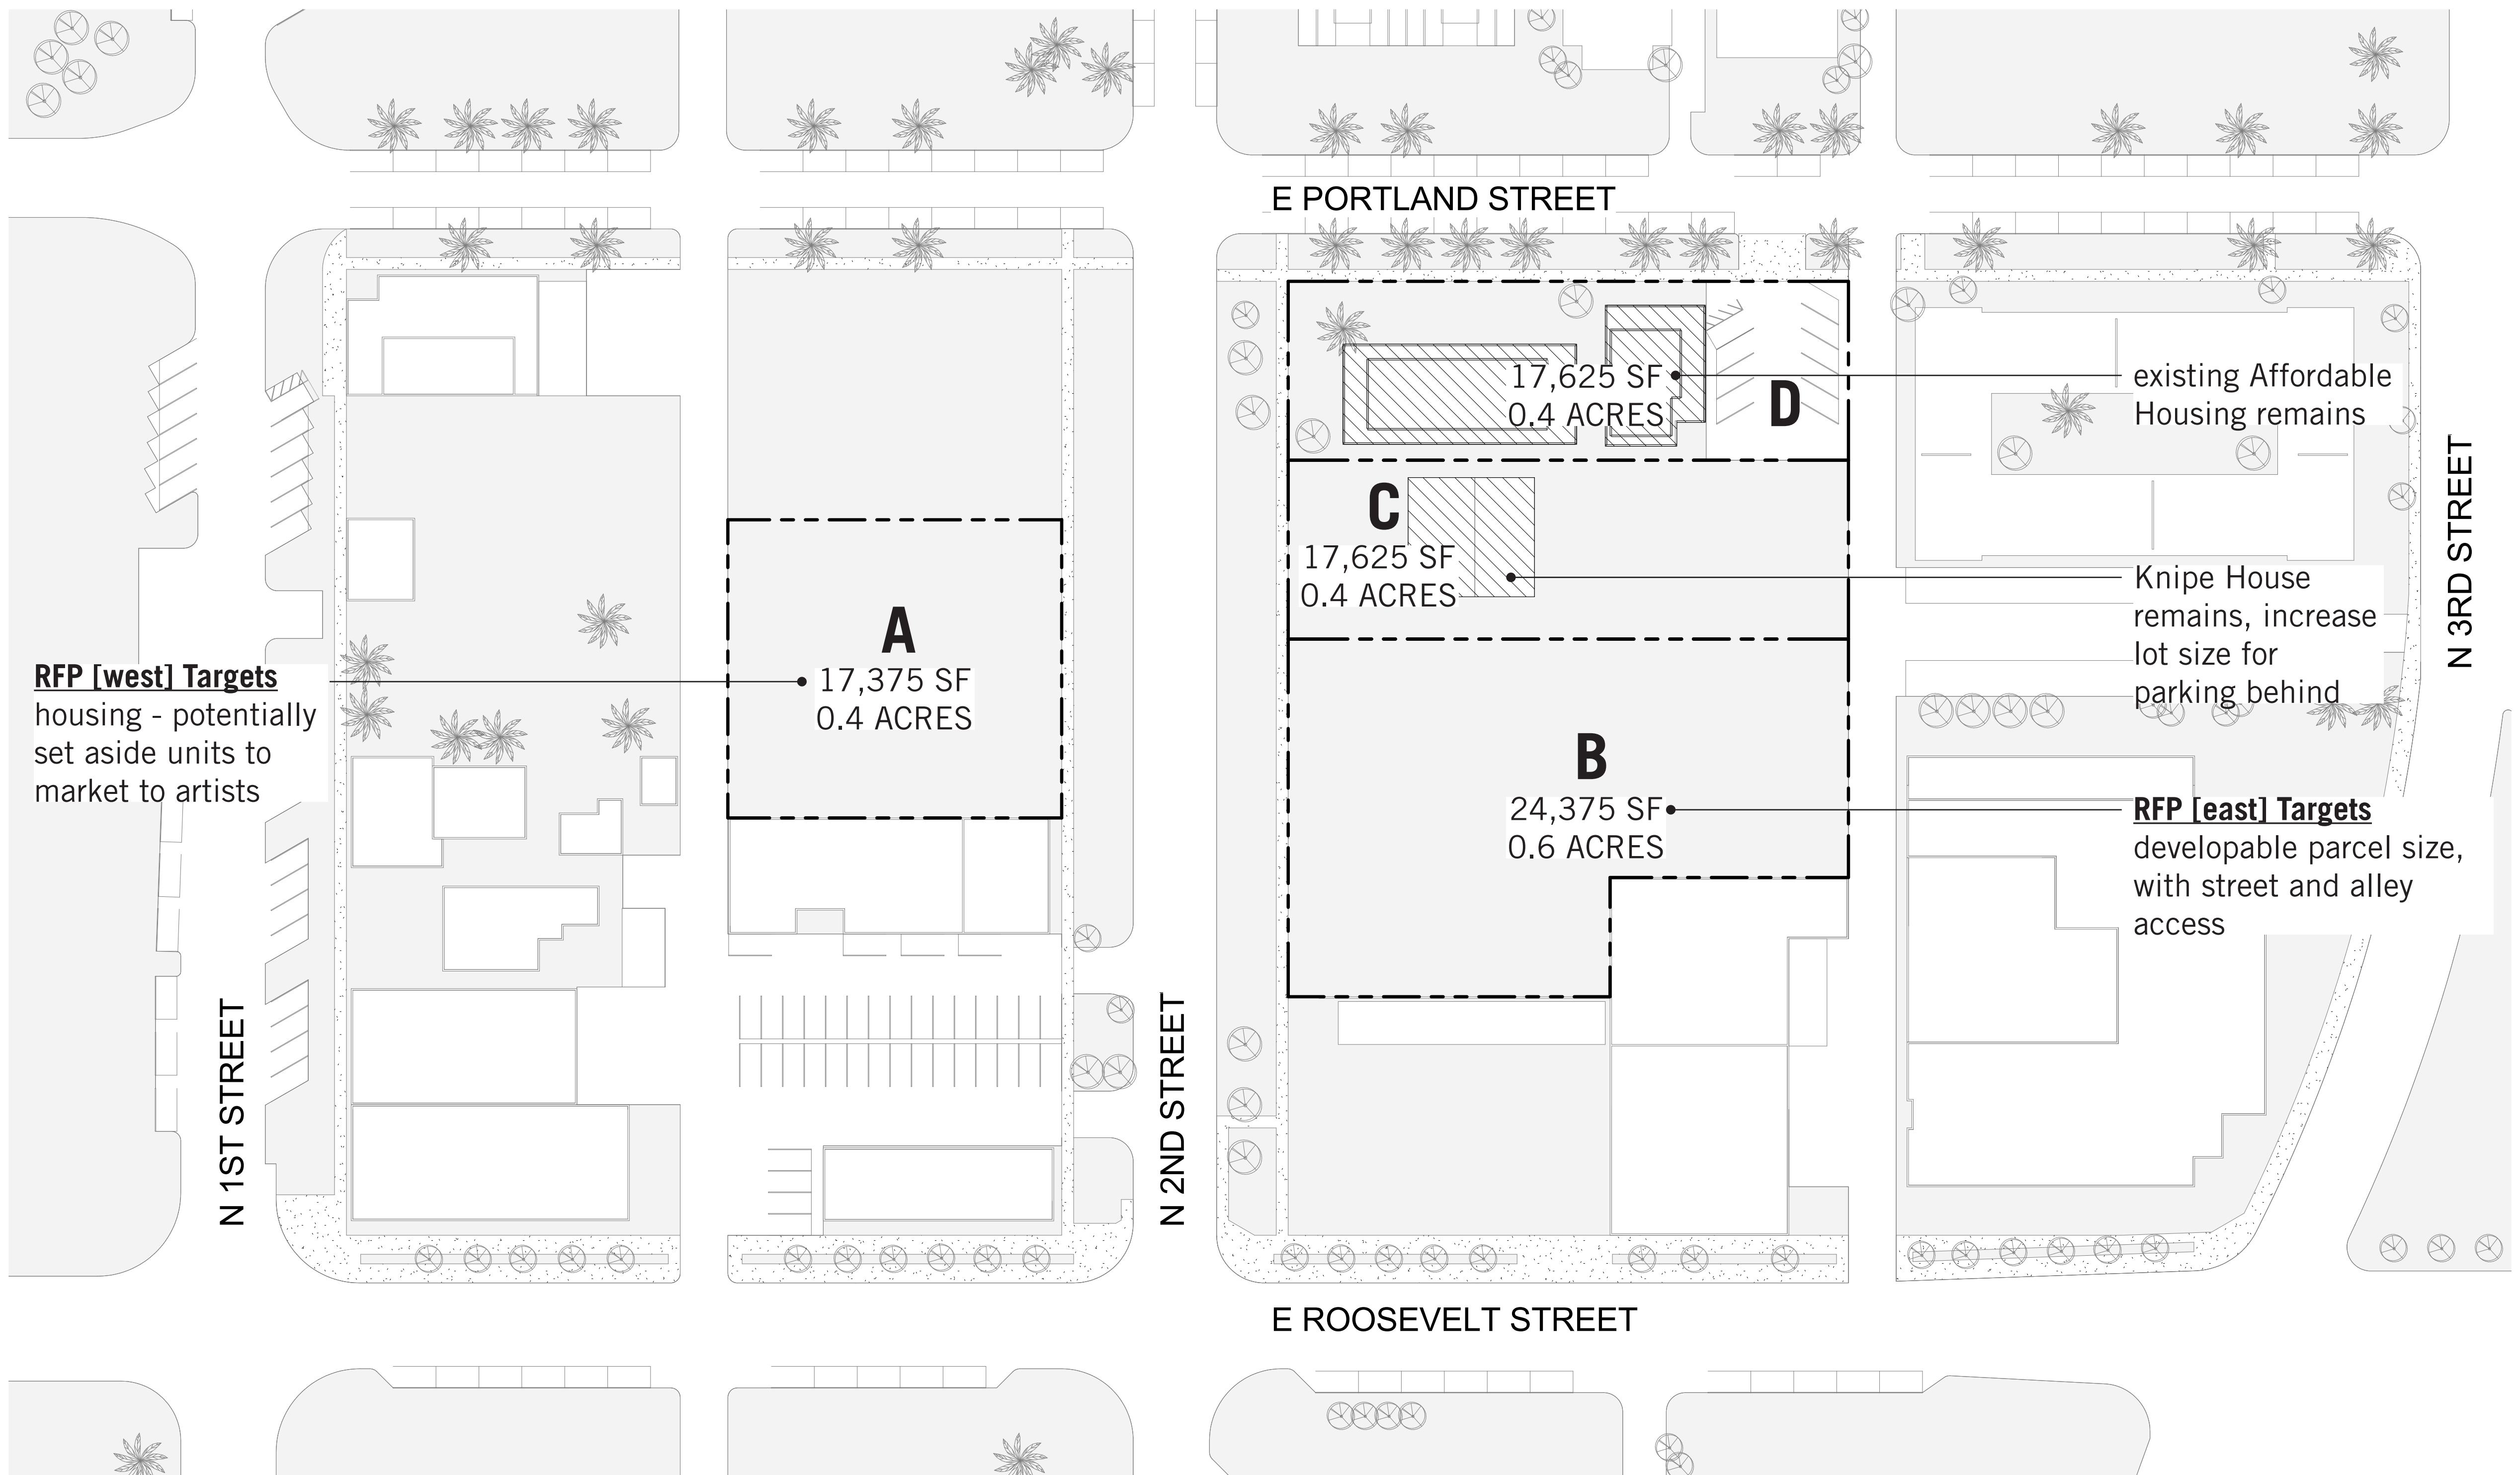 E PORTLAND STREET
17,625 SF
0.4 ACRES
D
existing Affordable
Housing remains
C
17,625 SF
0.4 ACRES
Knipe House
remains, increase
lot size for
parking behind
N 3RD STREET
A
17,375 SF
0.4 ACRES
RFP [west] Targets
housing - potentially
set aside units to
market to artists
B
24,375 SF
0.6 ACRES
RFP [east] Targets
developable parcel size,
with street and alley
access
N 1ST STREET
N 2ND STREET
E ROOSEVELT STREET